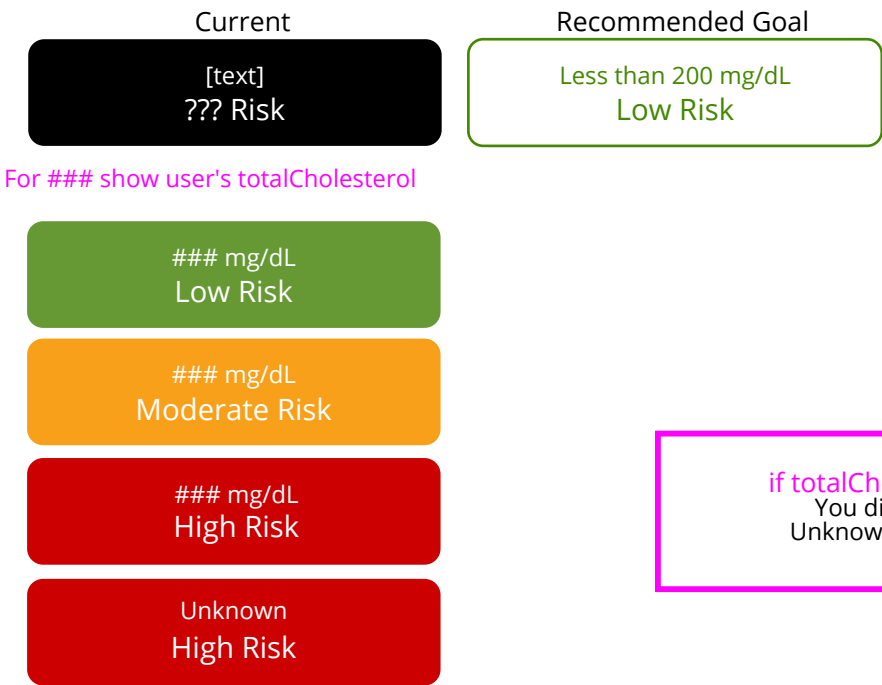 Current
Recommended Goal
[text]
??? Risk
Less than 200 mg/dL
Low Risk
For ### show user's totalCholesterol
### mg/dL
Low Risk
### mg/dL
Moderate Risk
### mg/dL
High Risk
if totalCh
You di
Unknow
Unknown
High Risk